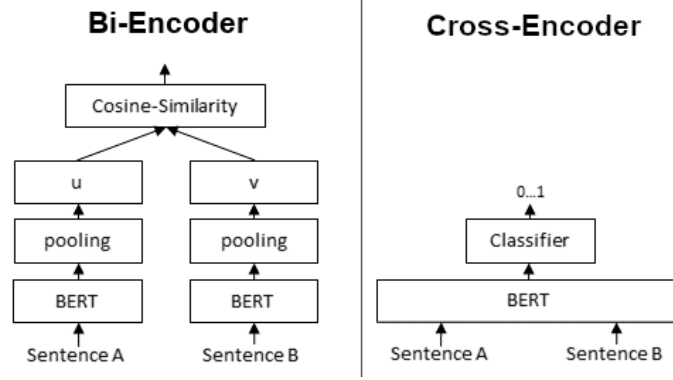 Bi-Encoder
Cosine-Similarity
u
v
pooling
pooling
BERT
BERT
Sentence A
Sentence B
Cross-Encoder
0...1
Classifier
BERT
Sentence A
Sentence B